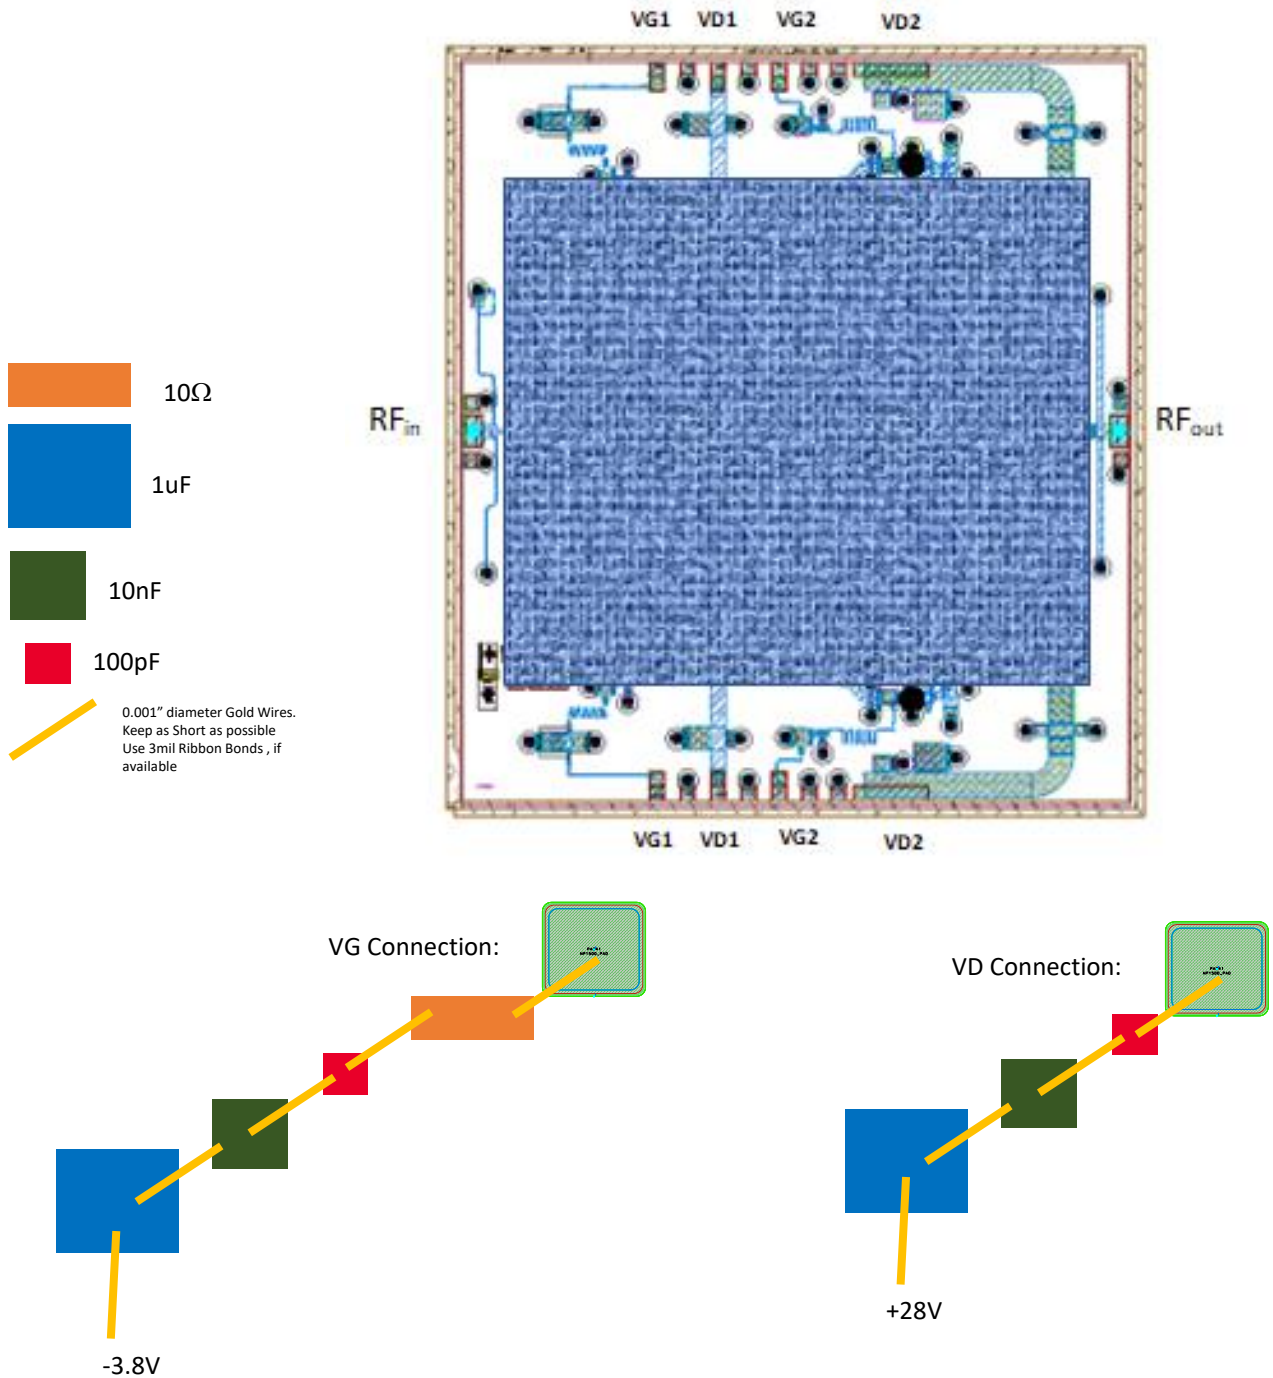 VG1 VD1 VG2 VD2
RFin
RFout
10Ω
1uF
10nF
100pF
0.001” diameter Gold Wires.
Keep as Short as possible
Use 3mil Ribbon Bonds , if
available
VG1 VD1 VG2 VD2
VG Connection:
VD Connection:
+28V
-3.8V